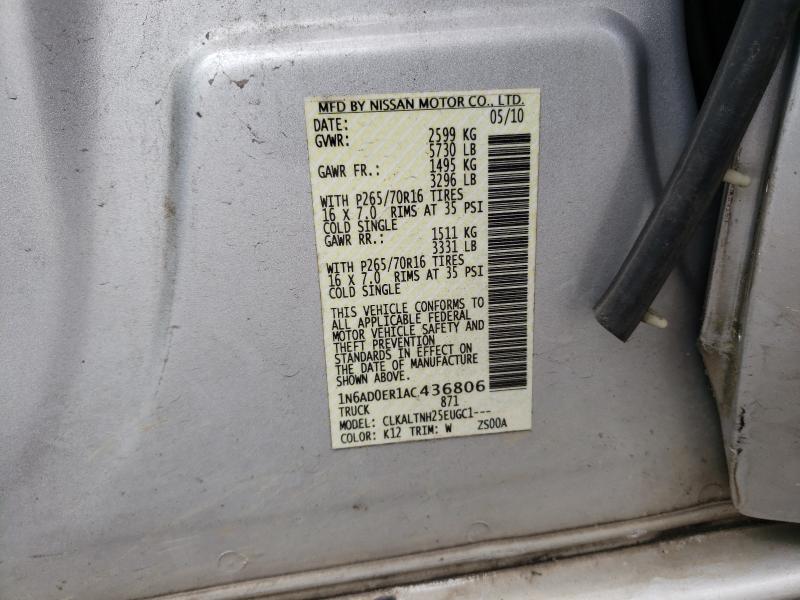 MFD BY NISSAN MOTOR CO., LTD.
DATE: 05/10
GVWR: 2599 KG
5730 LB
GAWR FR.: 1495 KG
3296 LB
WITH P265/70R16 TIRES
16 X 7.0 RIMS AT 35 PSI
COLD SINGLE
GAWR RR.: 1511 KG
3331 LB
WITH P265/70R16 TIRES
16 X 7.0 RIMS AT 35 PSI
COLD SINGLE
THIS VEHICLE CONFORMS TO
ALL APPLICABLE FEDERAL
MOTOR VEHICLE SAFETY AND
THEFT PREVENTION
STANDARDS IN EFFECT ON
THE DATE OF MANUFACTURE
SHOWN ABOVE.
1N6AD0ER1AC436806
TRUCK 871
MODEL: CLKALTNH25EUGC1---
COLOR: K12 TRIM: W ZS00A